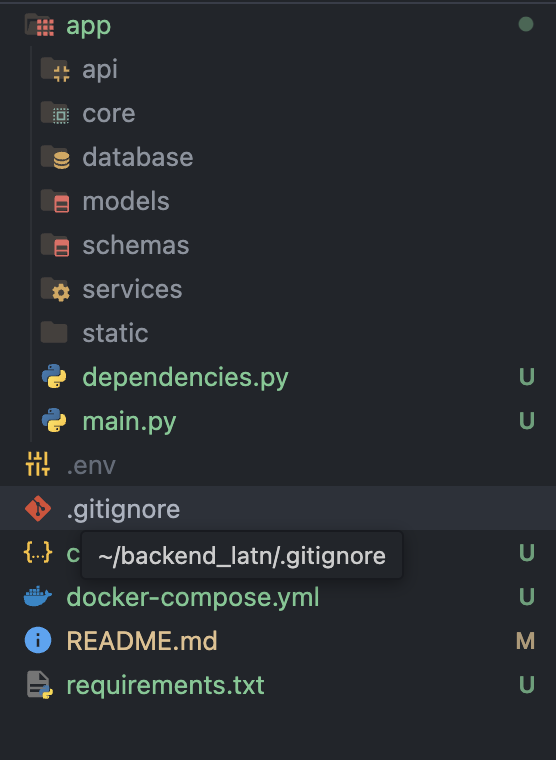 app
api
core
database
models
schemas
services
static
dependencies.py U
main.py U
.env
.gitignore
c U
~/backend_latn/.gitignore
docker-compose.yml U
README.md M
requirements.txt U